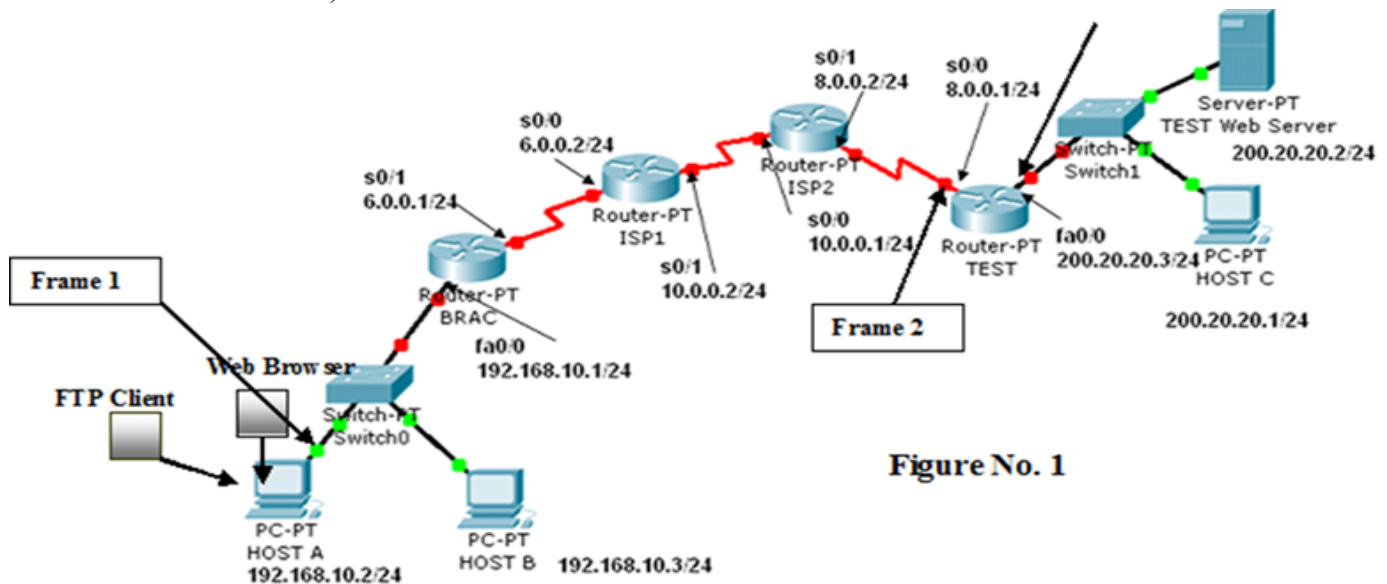 s0/1
8.0.0.2/24
s0/0
8.0.0.1/24
Server-PT
TEST Web Server
200.20.20.2/24
s0/0
6.0.0.2/24
Router-PT
ISP2
Switch-PT
Switch1
s0/1
6.0.0.1/24
Router-PT
ISP1
s0/0
10.0.0.1/24
Router-PT
TEST
fa0/0
200.20.20.3/24
PC-PT
HOST C
200.20.20.1/24
s0/1
10.0.0.2/24
Frame 1
Router-PT
BRAC
Frame 2
fa0/0
192.168.10.1/24
Web Browser
FTP Client
Switch-PT
Switch0
Figure No. 1
PC-PT
HOST A
192.168.10.2/24
PC-PT
HOST B
192.168.10.3/24